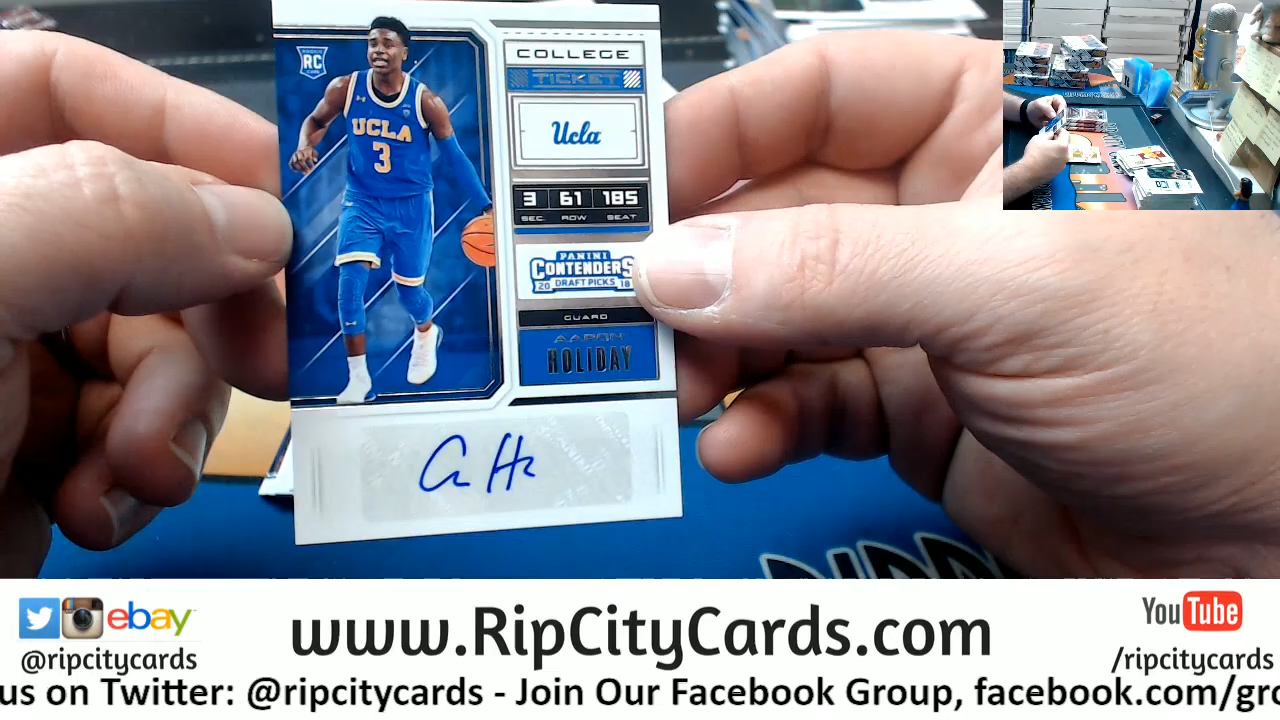 ROOKIE
RC
CARD
UCLA
3
COLLEGE
TICKET
Ucla
3 61 185
SEC. ROW SEAT
PANINI
CONTENDERS
20 DRAFT PICKS 18
GUARD
AARON
HOLIDAY
ebay
@ripcitycards
www.RipCityCards.com
YouTube
/ripcitycards
us on Twitter: @ripcitycards - Join Our Facebook Group, facebook.com/gro